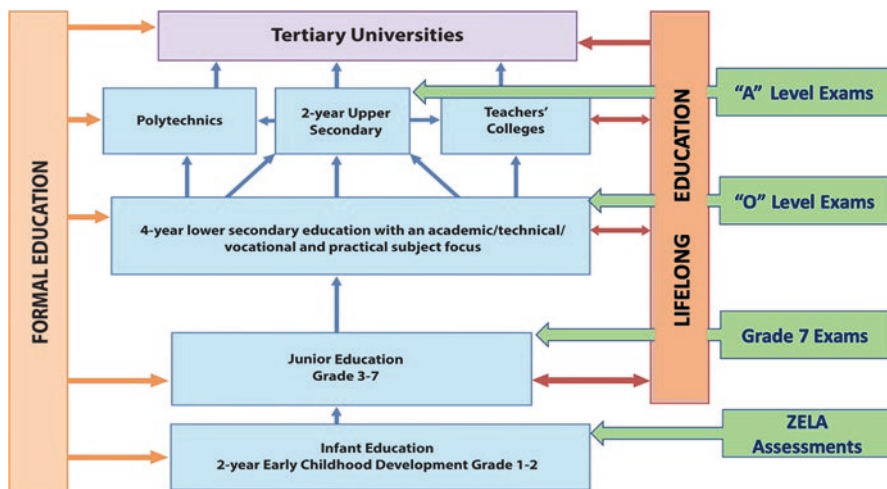 Tertiary Universities
"A" Level Exams
Polytechnics
2-year Upper
Secondary
Teachers'
Colleges
FORMAL EDUCATION
LIFELONG EDUCATION
"O" Level Exams
4-year lower secondary education with an academic/technical/
vocational and practical subject focus
Grade 7 Exams
Junior Education
Grade 3-7
ZELA
Assessments
Infant Education
2-year Early Childhood Development Grade 1-2